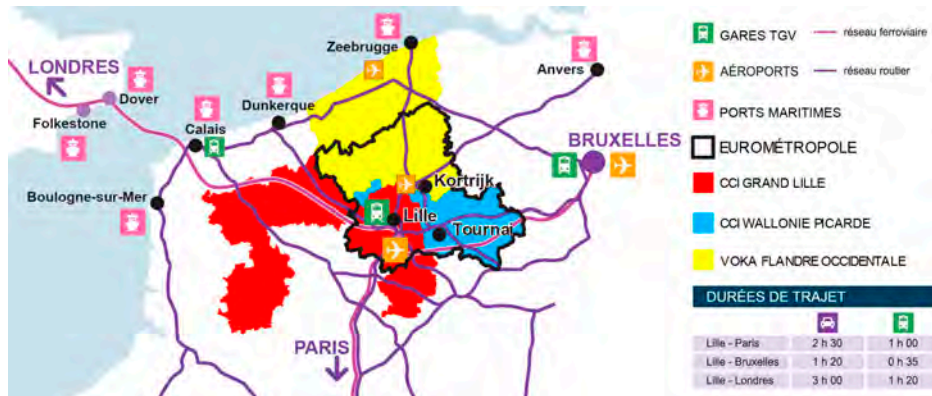 Zeebrugge
LONDRES
Anvers
Dover
Dunkerque
Folkestone
Calais
BRUXELLES
Kortrijk
Boulogne-sur-Mer
Lille
Tournai
PARIS
GARES TGV
réseau ferroviaire
AÉROPORTS
réseau routier
PORTS MARITIMES
EUROMÉTROPOLE
CCI GRAND LILLE
CCI WALLONIE PICARDE
VOKA FLANDRE OCCIDENTALE
DURÉES DE TRAJET
Lille - Paris 2 h 30 1 h 00
Lille - Bruxelles 1 h 20 0 h 35
Lille - Londres 3 h 00 1 h 20